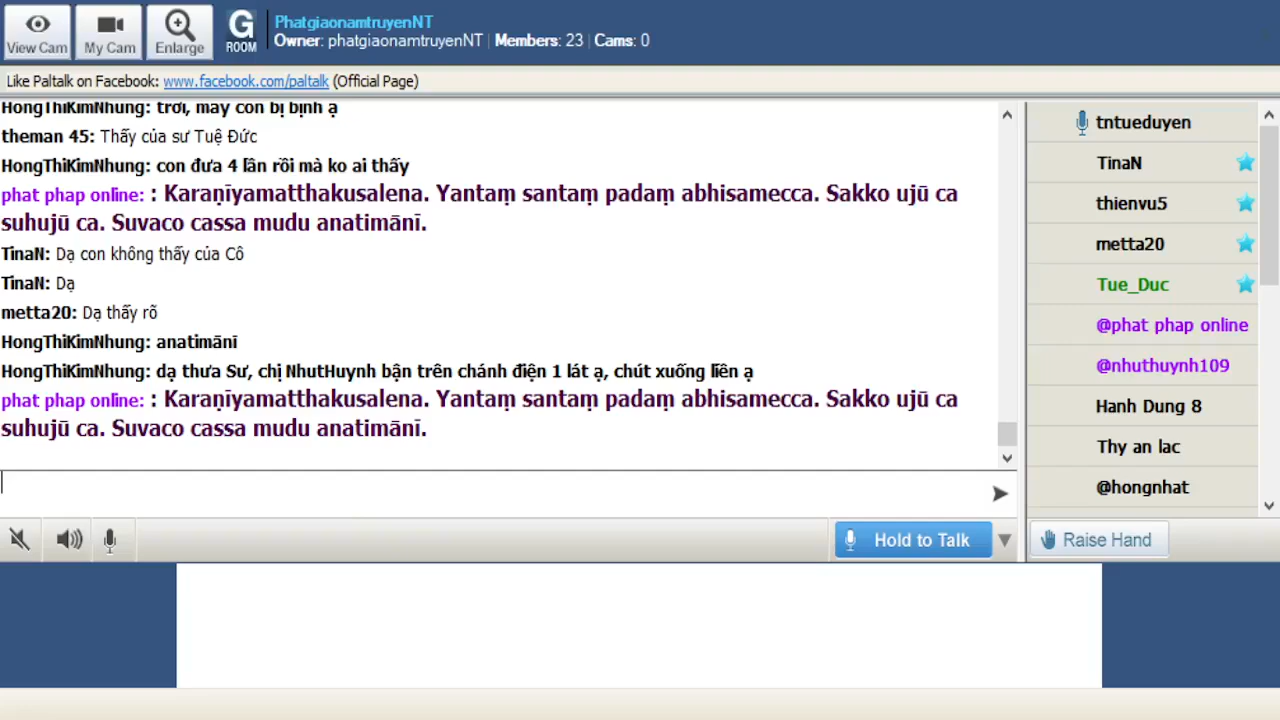 View Cam
My Cam
Enlarge
G
ROOM
PhatgiaonamtruyenNT
Owner: phatgiaonamtruyenNT | Members: 23 | Cams: 0
Like Paltalk on Facebook: www.facebook.com/paltalk (Official Page)
HongThiKimNhung: trời, máy con bị bịnh ạ
theman 45: Thấy của sư Tuệ Đức
HongThiKimNhung: con đưa 4 lần rồi mà ko ai thấy
phat phap online: : Karaṇīyamatthakusalena. Yantaṃ santaṃ padaṃ abhisamecca. Sakko ujū ca
suhujū ca. Suvaco cassa mudu anatimānī.
TinaN: Dạ con không thấy của Cô
TinaN: Dạ
metta20: Dạ thấy rõ
HongThiKimNhung: anatimānī
HongThiKimNhung: dạ thưa Sư, chị NhutHuynh bận trên chánh điện 1 lát ạ, chút xuống liền ạ
phat phap online: : Karaṇīyamatthakusalena. Yantaṃ santaṃ padaṃ abhisamecca. Sakko ujū ca
suhujū ca. Suvaco cassa mudu anatimānī.
Hold to Talk
tntueduyen
TinaN
thienvu5
metta20
Tue_Duc
@phat phap online
@nhuthuynh109
Hanh Dung 8
Thy an lac
@hongnhat
Raise Hand